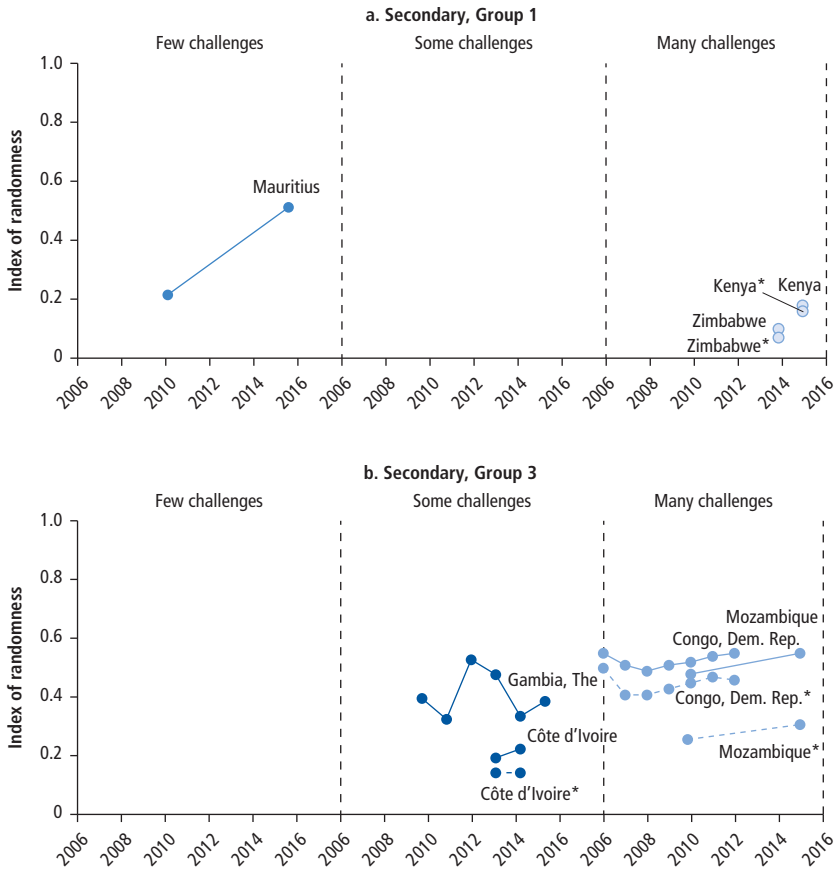 a. Secondary, Group 1
Few challenges Some challenges Many challenges
Index of randomness
1.0
0.8
0.6
0.4
0.2
0
Mauritius
Kenya* Kenya
Zimbabwe
Zimbabwe*
2006 2008 2010 2012 2014 2016 2006 2008 2010 2012 2014 2016 2006 2008 2010 2012 2014 2016
b. Secondary, Group 3
Few challenges Some challenges Many challenges
Index of randomness
1.0
0.8
0.6
0.4
0.2
0
Mozambique
Congo, Dem. Rep.
Gambia, The
Congo, Dem. Rep.*
Côte d’Ivoire
Mozambique*
Côte d’Ivoire*
2006 2008 2010 2012 2014 2016 2006 2008 2010 2012 2014 2016 2006 2008 2010 2012 2014 2016